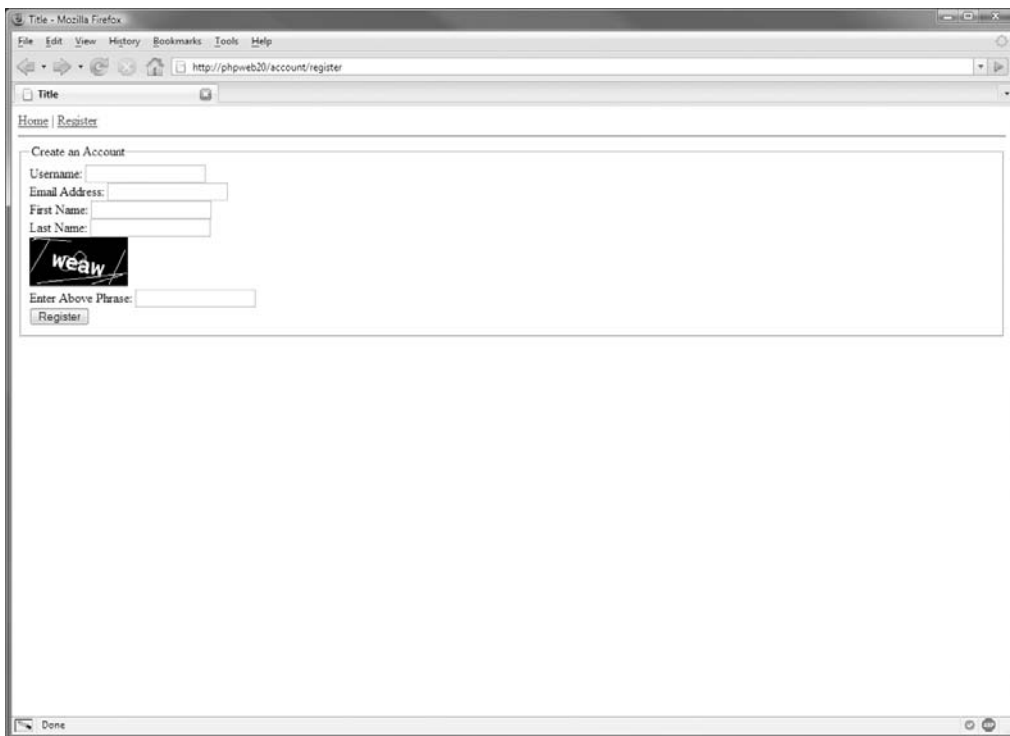 Title - Mozilla Firefox
File Edit View History Bookmarks Tools Help
http://phpweb20/account/register
Title
Home | Register
Create an Account
Username:
Email Address:
First Name:
Last Name:
weaw
Enter Above Phrase:
Register
Done
ABP